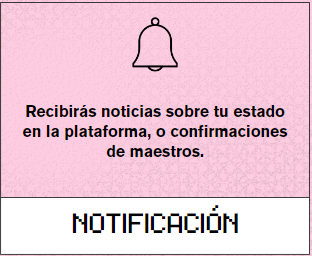 Recibirás noticias sobre tu estado
en la plataforma, o confirmaciones
de maestros.
NOTIFICACIÓN